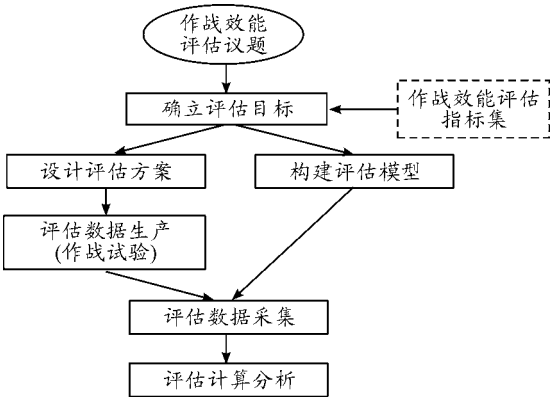 作战效能
评估议题
确立评估目标
作战效能评估
指标集
设计评估方案
构建评估模型
评估数据生产
(作战试验)
评估数据采集
评估计算分析